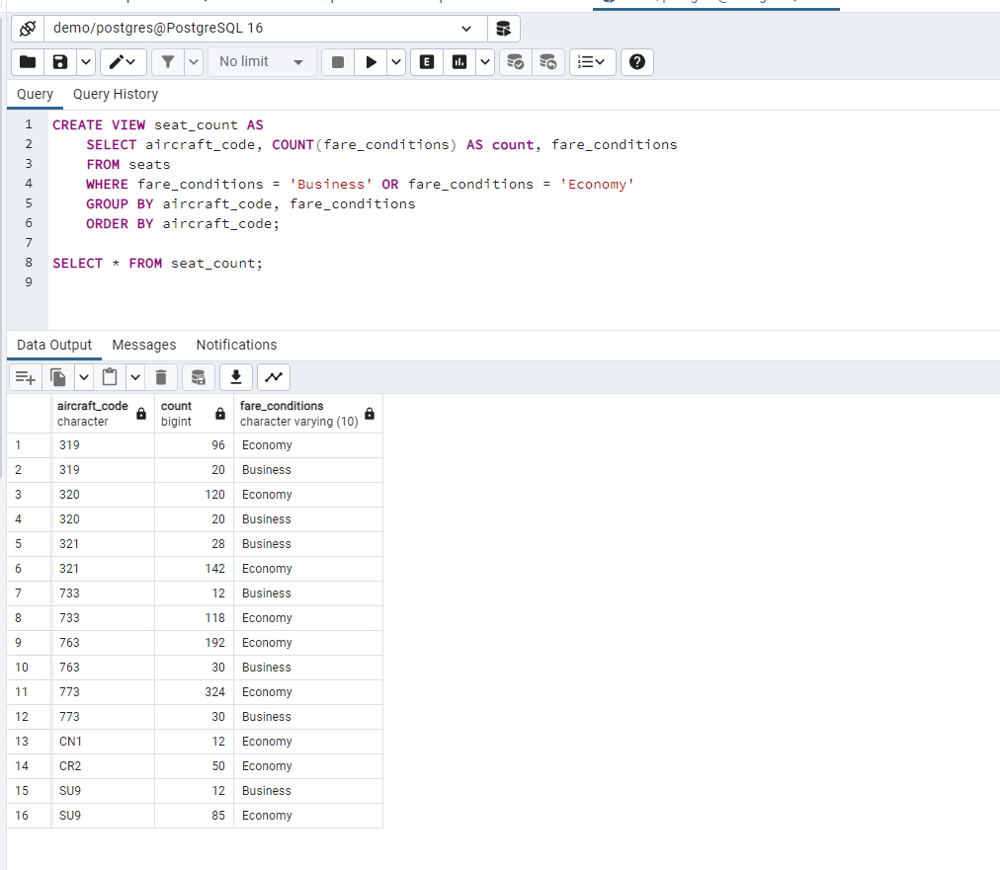 demo/postgres@PostgreSQL 16
No limit
E
Query Query History
1 CREATE VIEW seat_count AS
2 SELECT aircraft_code, COUNT(fare_conditions) AS count, fare_conditions
3 FROM seats
4 WHERE fare_conditions = 'Business' OR fare_conditions = 'Economy'
5 GROUP BY aircraft_code, fare_conditions
6 ORDER BY aircraft_code;
7
8 SELECT * FROM seat_count;
9
Data Output Messages Notifications
aircraft_code count fare_conditions
character bigint character varying (10)
1 319 96 Economy
2 319 20 Business
3 320 120 Economy
4 320 20 Business
5 321 28 Business
6 321 142 Economy
7 733 12 Business
8 733 118 Economy
9 763 192 Economy
10 763 30 Business
11 773 324 Economy
12 773 30 Business
13 CN1 12 Economy
14 CR2 50 Economy
15 SU9 12 Business
16 SU9 85 Economy